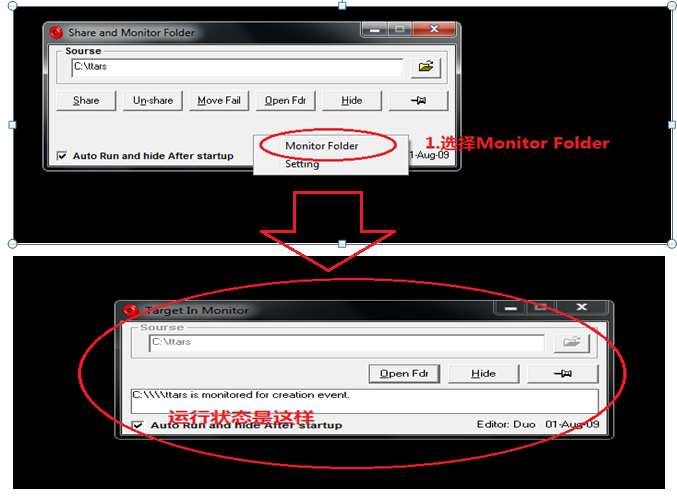 Share and Monitor Folder
Sourse
C:\ttars
Share Un-share Move Fail Open Fdr Hide
Monitor Folder
1.选择Monitor Folder
Auto Run and hide After startup
1-Aug-09
Setting
Target In Monitor
Sourse
C:\ttars
Open Fdr Hide
C:\\\\ttars is monitored for creation event.
运行状态是这样
Auto Run and hide After startup
Editor: Duo 01-Aug-09